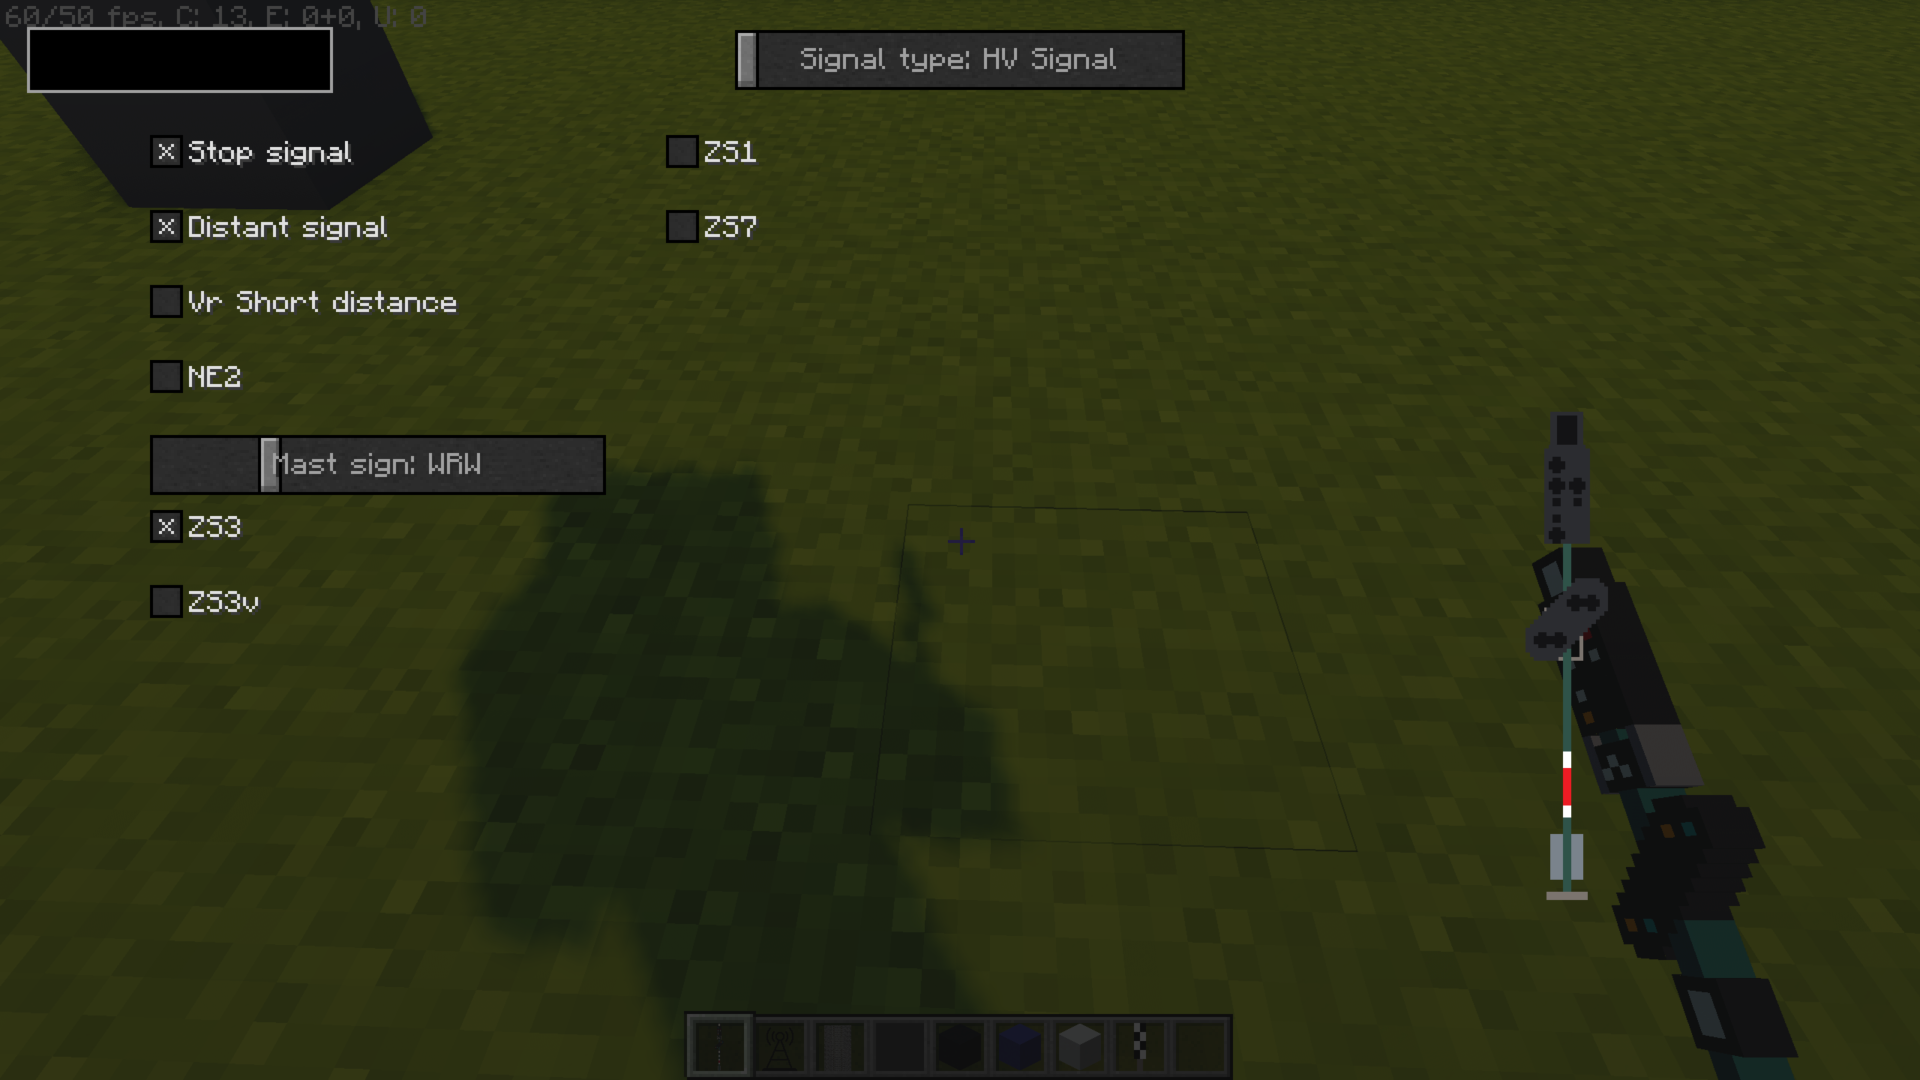 60/50 fps, C: 13, E: 0+0, U: 0
Signal type: HV Signal
Stop signal
ZS1
Distant signal
ZS7
Vr Short distance
NE2
Mast sign: WRW
ZS3
ZS3v